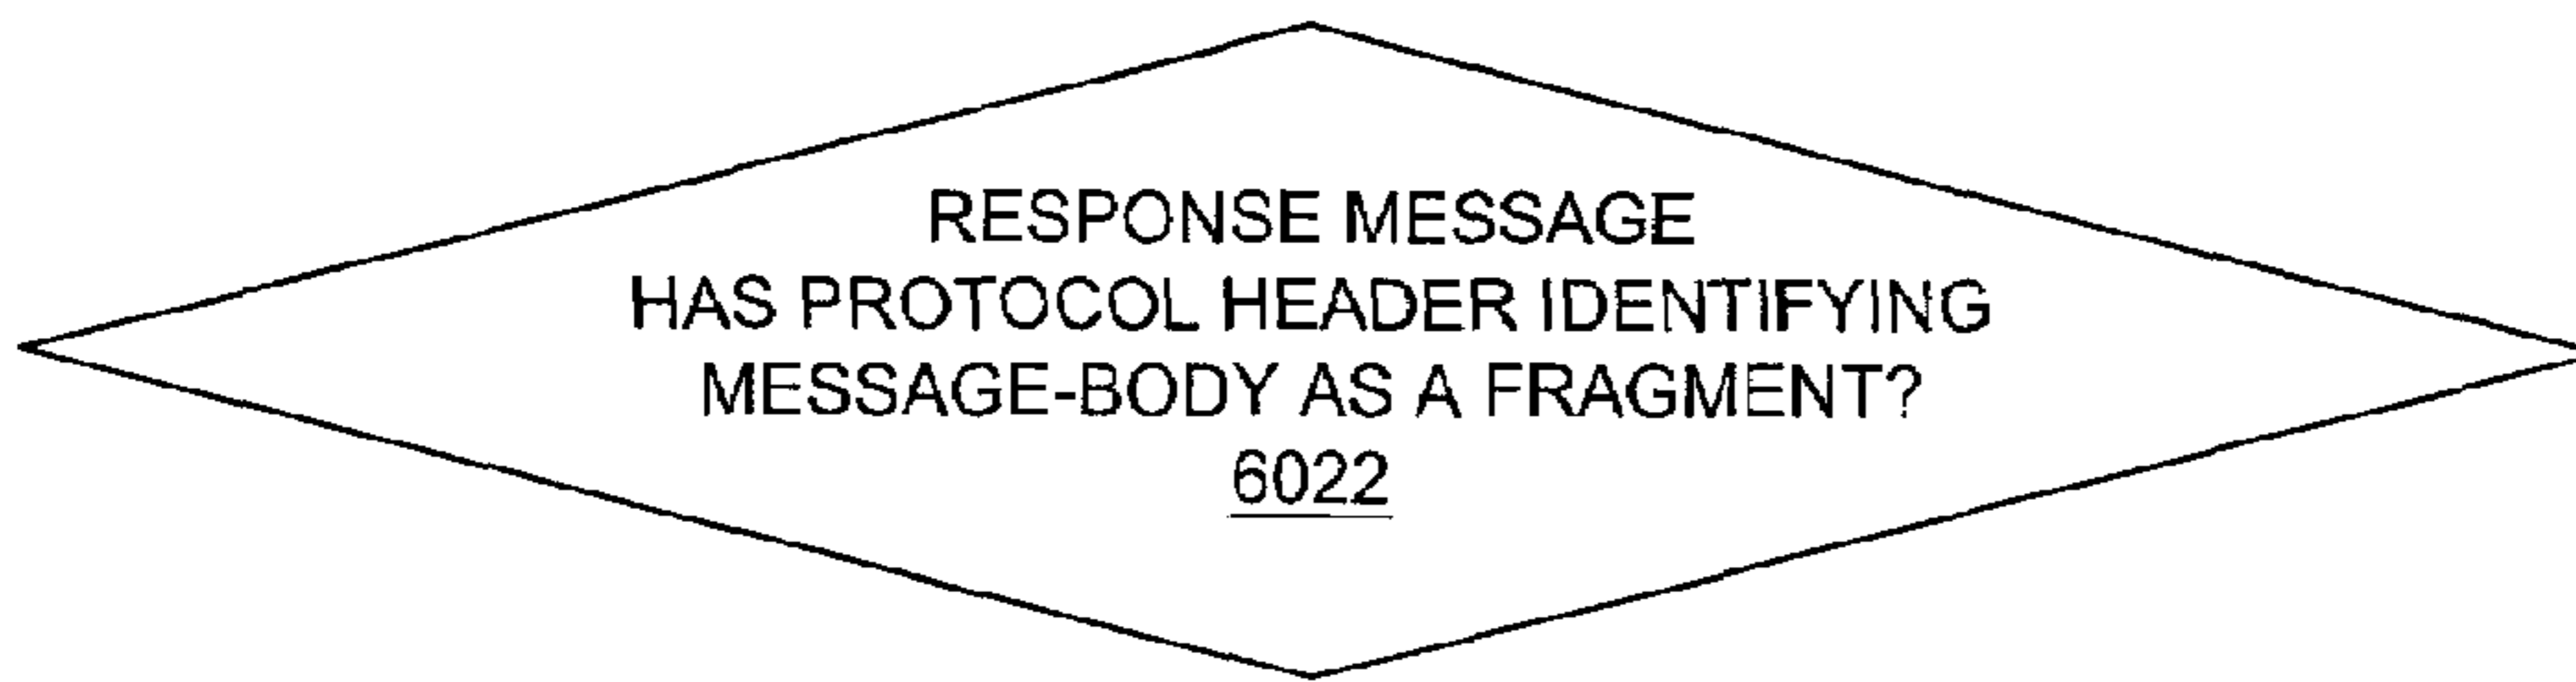 RESPONSE MESSAGE
HAS PROTOCOL HEADER IDENTIFYING
MESSAGE-BODY AS A FRAGMENT?
6022